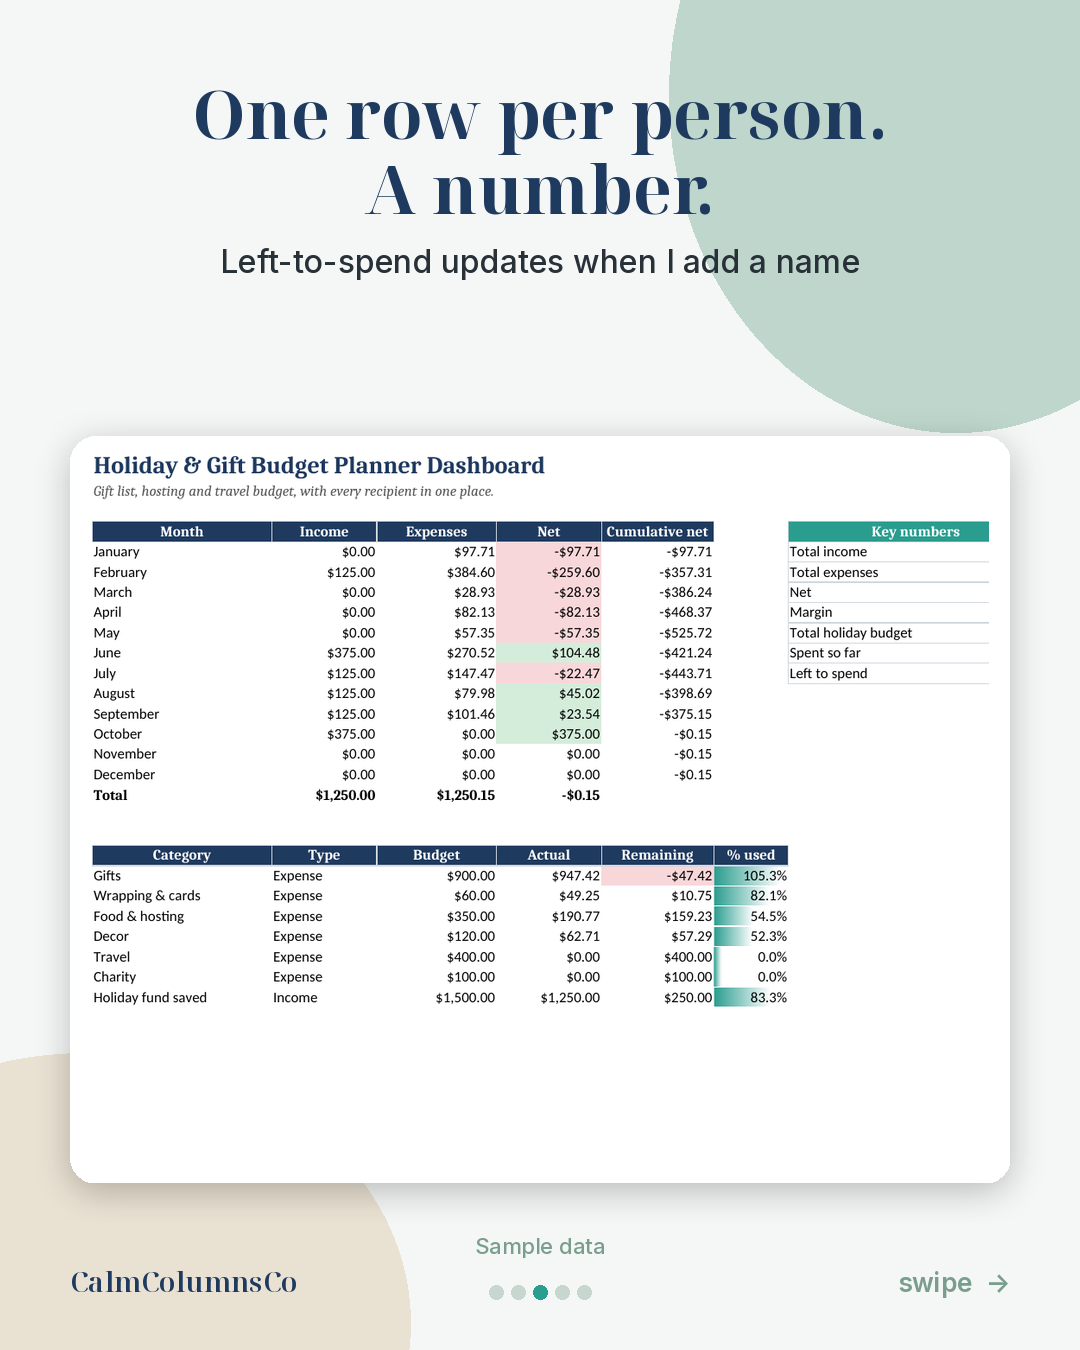 One row per person.
A number.
Left-to-spend updates when I add a name
Holiday & Gift Budget Planner Dashboard
Gift list, hosting and travel budget, with every recipient in one place.
Month Income Expenses Net Cumulative net Key numbers
January $0.00 $97.71 -$97.71 -$97.71 Total income
February $125.00 $384.60 -$259.60 -$357.31 Total expenses
March $0.00 $28.93 -$28.93 -$386.24 Net
April $0.00 $82.13 -$82.13 -$468.37 Margin
May $0.00 $57.35 -$57.35 -$525.72 Total holiday budget
June $375.00 $270.52 $104.48 -$421.24 Spent so far
July $125.00 $147.47 -$22.47 -$443.71 Left to spend
August $125.00 $79.98 $45.02 -$398.69
September $125.00 $101.46 $23.54 -$375.15
October $375.00 $0.00 $375.00 -$0.15
November $0.00 $0.00 $0.00 -$0.15
December $0.00 $0.00 $0.00 -$0.15
Total $1,250.00 $1,250.15 -$0.15
Category Type Budget Actual Remaining % used
Gifts Expense $900.00 $947.42 -$47.42 105.3%
Wrapping & cards Expense $60.00 $49.25 $10.75 82.1%
Food & hosting Expense $350.00 $190.77 $159.23 54.5%
Decor Expense $120.00 $62.71 $57.29 52.3%
Travel Expense $400.00 $0.00 $400.00 0.0%
Charity Expense $100.00 $0.00 $100.00 0.0%
Holiday fund saved Income $1,500.00 $1,250.00 $250.00 83.3%
Sample data
CalmColumnsCo
swipe →